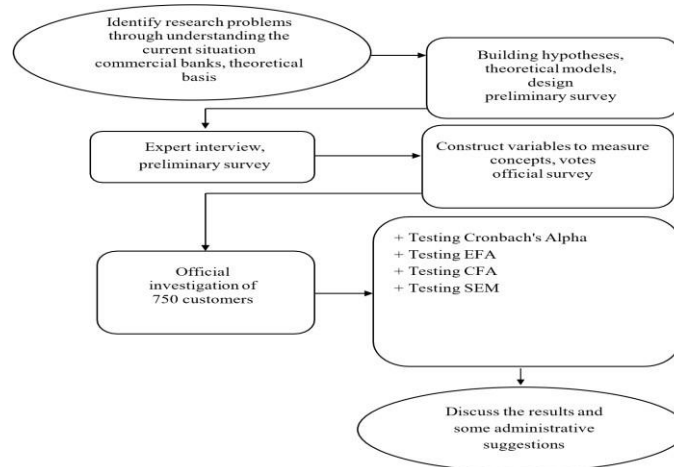 Identify research problems
through understanding the
current situation
commercial banks, theoretical
basis
Building hypotheses,
theoretical models,
design
preliminary survey
Expert interview,
preliminary survey
Construct variables to measure
concepts, votes
official survey
Official
investigation of
750 customers
+ Testing Cronbach's Alpha
+ Testing EFA
+ Testing CFA
+ Testing SEM
Discuss the results and
some administrative
suggestions